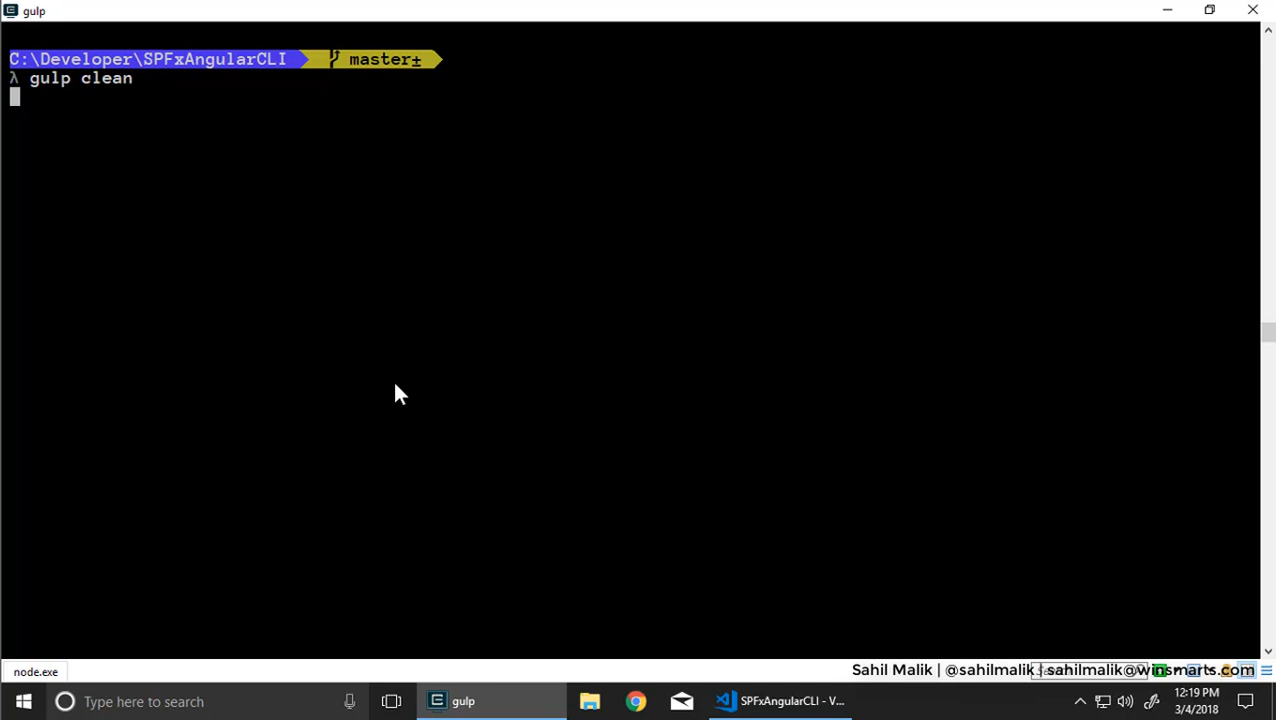 gulp
C:\Developer\SPFxAngularCLI master±
λ gulp clean
node.exe
Sahil Malik | @sahilmalik | sahilmalik@winsmarts.com
Type here to search
gulp
SPFxAngularCLI - V...
12:19 PM
3/4/2018